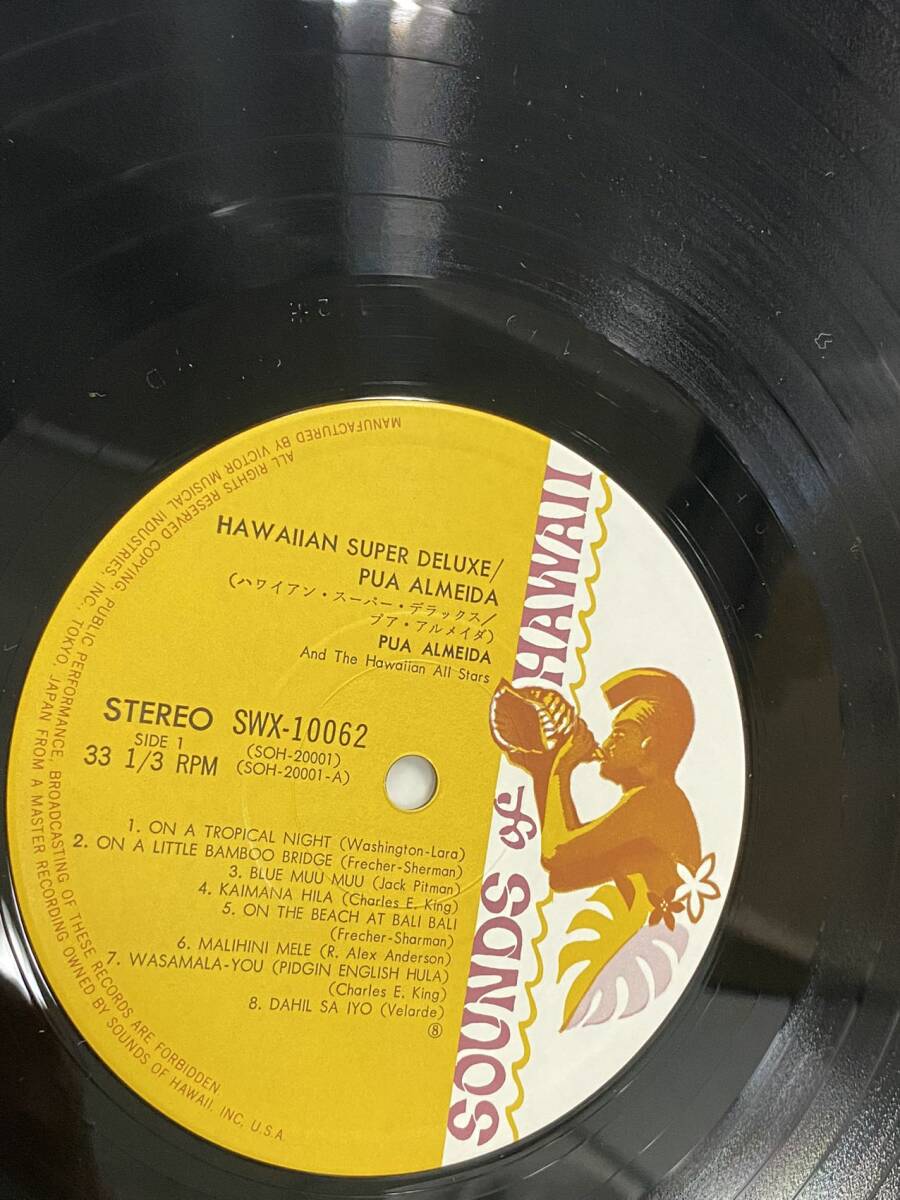 HAWAIIAN SUPER DELUXE/
PUA ALMEIDA
(ハワイアン・スーパー・デラックス/
プア・アルメイダ)
PUA ALMEIDA
And The Hawaiian All Stars
STEREO SWX-10062
SIDE 1 (SOH-20001)
33 1/3 RPM (SOH-20001-A)
1. ON A TROPICAL NIGHT (Washington-Lara)
2. ON A LITTLE BAMBOO BRIDGE (Frecher-Sherman)
3. BLUE MUU MUU (Jack Pitman)
4. KAIMANA HILA (Charles E. King)
5. ON THE BEACH AT BALI BALI
(Frecher-Sharman)
6. MALIHINI MELE (R. Alex Anderson)
7. WASAMALA-YOU (PIDGIN ENGLISH HULA)
(Charles E. King)
8. DAHIL SA IYO (Velarde)
⑧
SOUNDS of HAWAII
MANUFACTURED BY VICTOR MUSICAL INDUSTRIES, INC., TOKYO, JAPAN FROM A MASTER RECORDING OWNED BY SOUNDS OF HAWAII, INC, U.S.A.
ALL RIGHTS RESERVED COPYING, PUBLIC PERFORMANCE, BROADCASTING OF THESE RECORDS ARE FORBIDDEN.